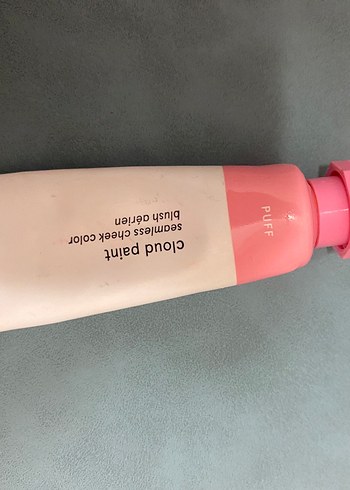 cloud paint
seamless cheek color
blush aérien
PUFF